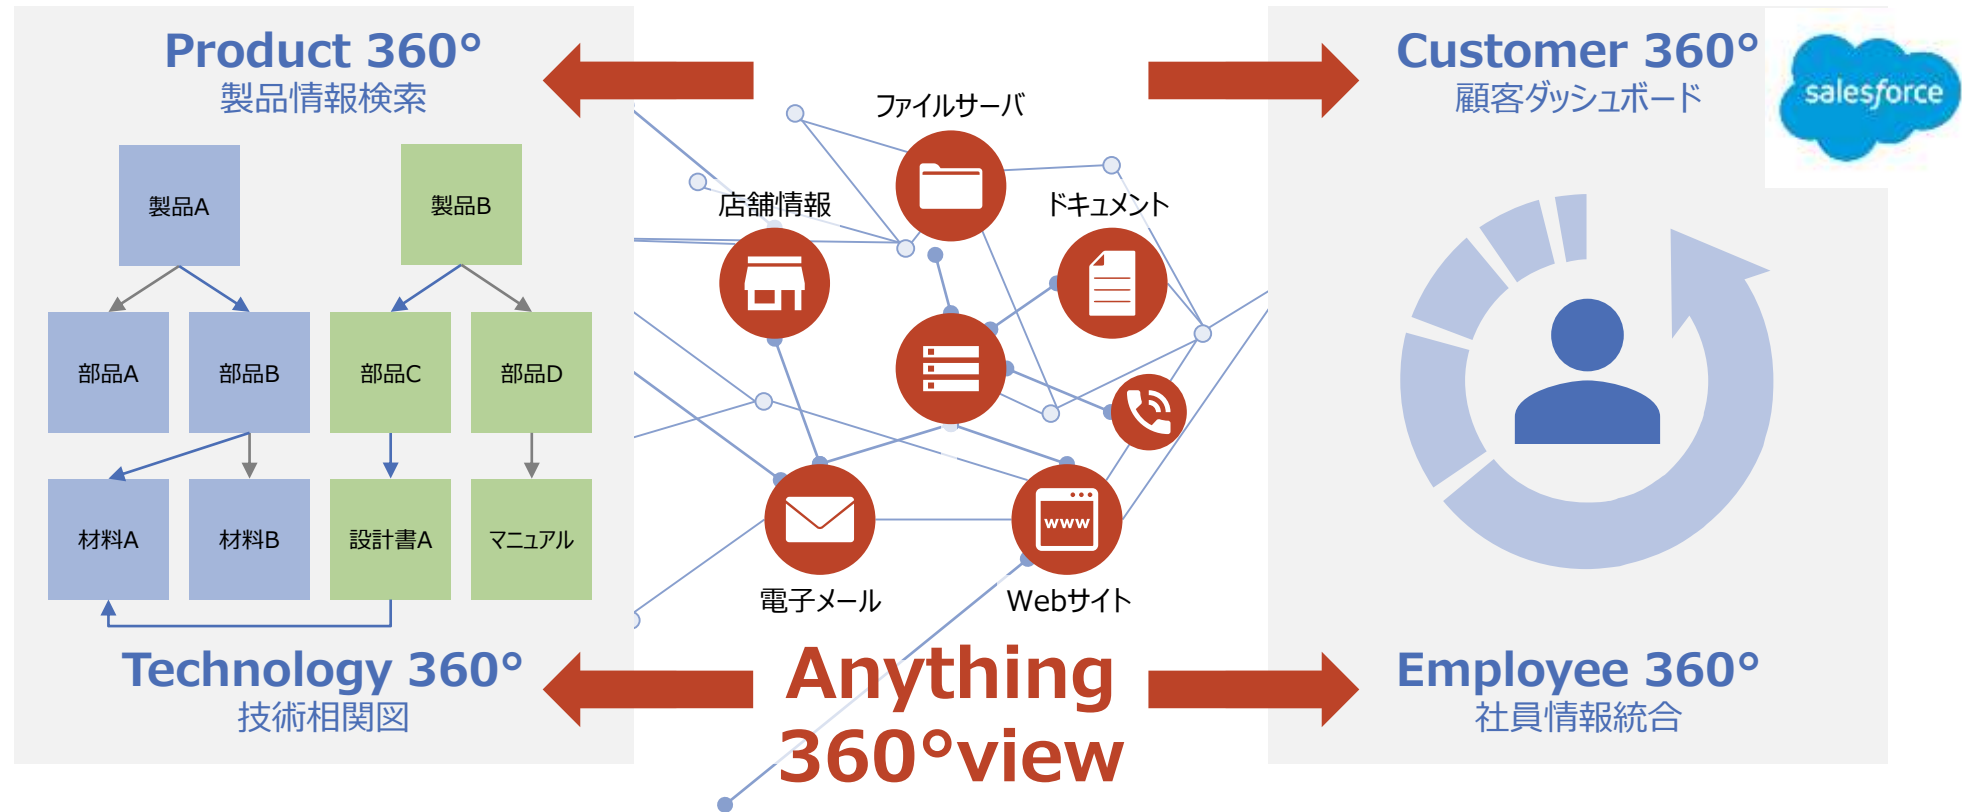 Product 360°
製品情報検索
製品A
製品B
部品A
部品B
部品C
部品D
材料A
材料B
設計書A
マニュアル
Technology 360°
技術相関図
ファイルサーバ
店舗情報
ドキュメント
www
電子メール
Webサイト
Anything
360°view
Customer 360°
顧客ダッシュボード
salesforce
Employee 360°
社員情報統合